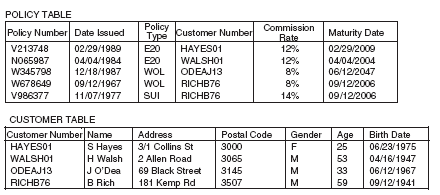 POLICY TABLE
Policy Number Date Issued Policy Type Customer Number Commission Rate Maturity Date
V213748 02/29/1989 E20 HAYES01 12% 02/29/2009
N065987 04/04/1984 E20 WALSH01 12% 04/04/2004
W345798 12/18/1987 WOL ODEAJ13 8% 06/12/2047
W678649 09/12/1967 WOL RICHB76 8% 09/12/2006
V986377 11/07/1977 SUI RICHB76 14% 09/12/2006
CUSTOMER TABLE
Customer Number Name Address Postal Code Gender Age Birth Date
HAYES01 S Hayes 3/1 Collins St 3000 F 25 06/23/1975
WALSH01 H Walsh 2 Allen Road 3065 M 53 04/16/1947
ODEAJ13 J O'Dea 69 Black Street 3145 M 33 06/12/1967
RICHB76 B Rich 181 Kemp Rd 3507 M 59 09/12/1941